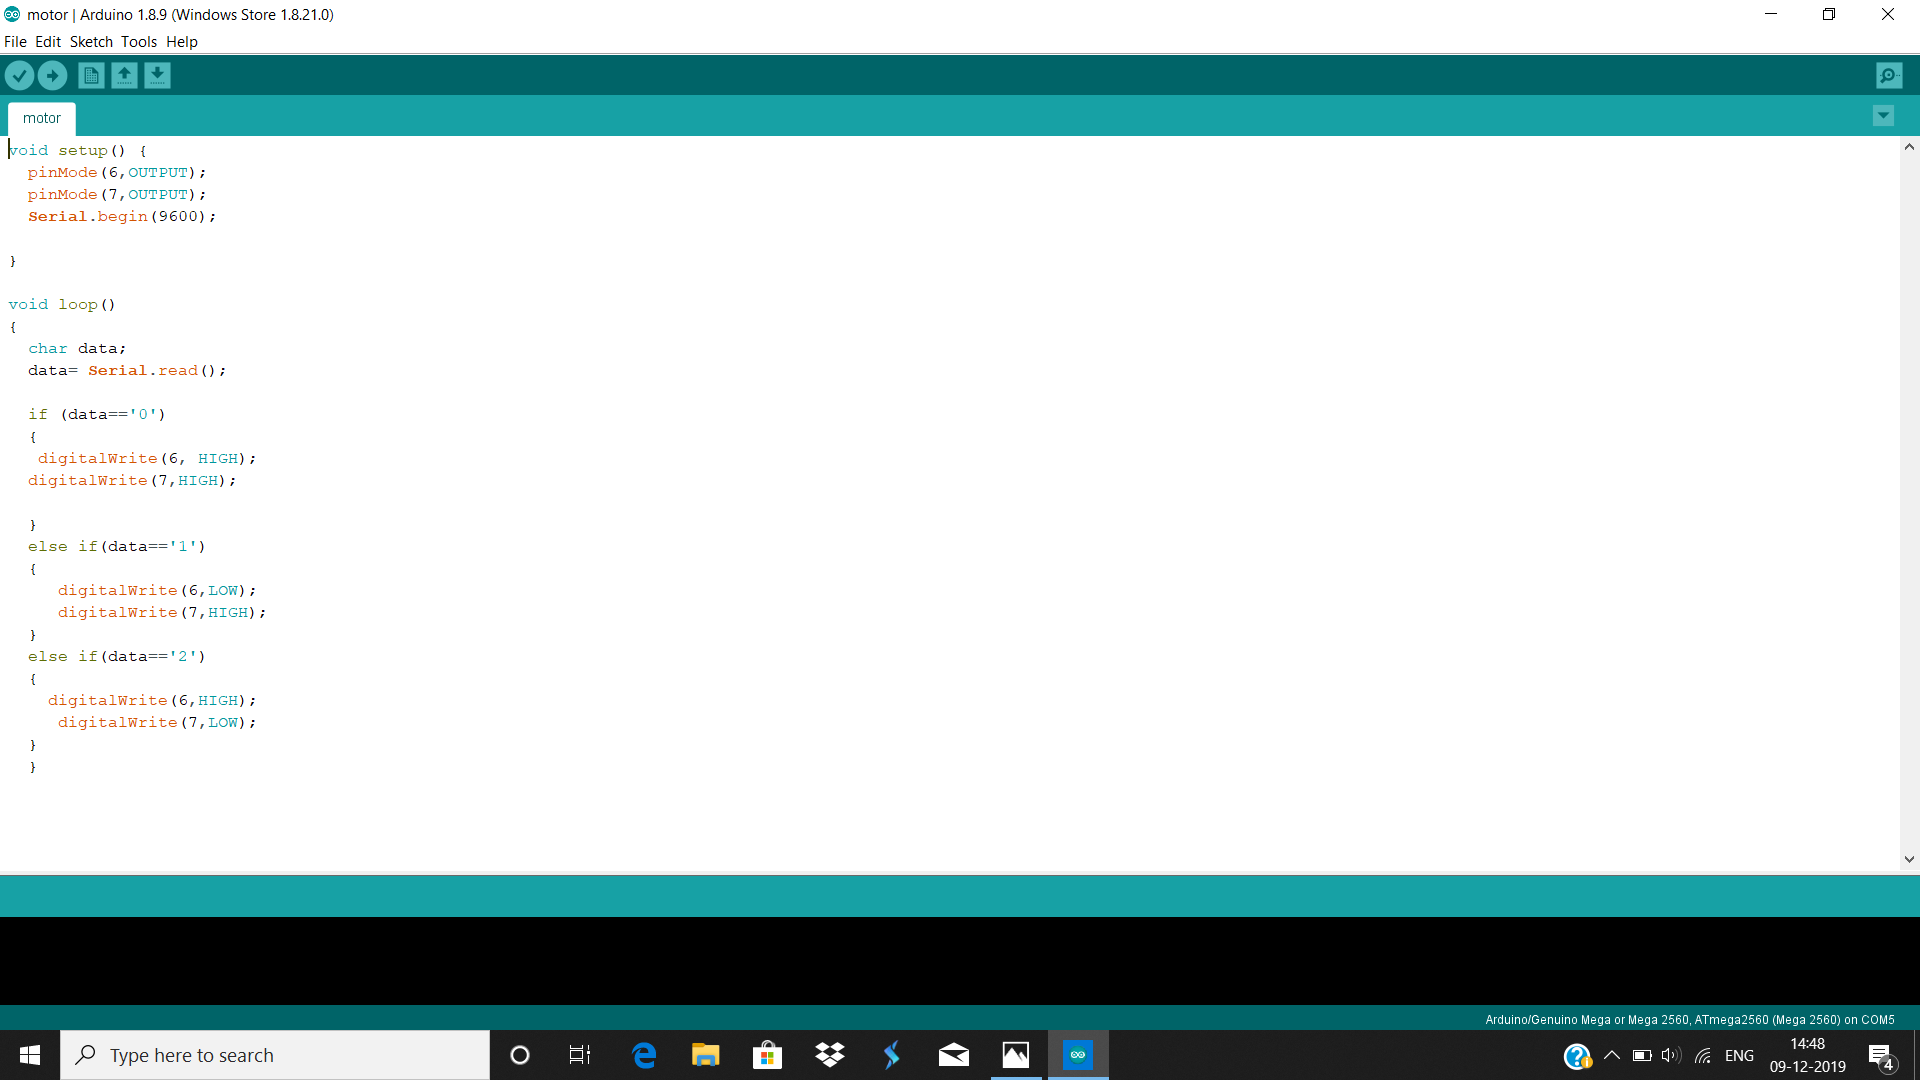 motor | Arduino 1.8.9 (Windows Store 1.8.21.0)
File Edit Sketch Tools Help
motor
void setup() {
  pinMode(6,OUTPUT);
  pinMode(7,OUTPUT);
  Serial.begin(9600);

}

void loop()
{
  char data;
  data= Serial.read();

  if (data=='0')
  {
   digitalWrite(6, HIGH);
  digitalWrite(7,HIGH);

  }
  else if(data=='1')
  {
     digitalWrite(6,LOW);
     digitalWrite(7,HIGH);
  }
  else if(data=='2')
  {
    digitalWrite(6,HIGH);
     digitalWrite(7,LOW);
  }
  }
Arduino/Genuino Mega or Mega 2560, ATmega2560 (Mega 2560) on COM5
Type here to search
ENG
14:48
09-12-2019
4